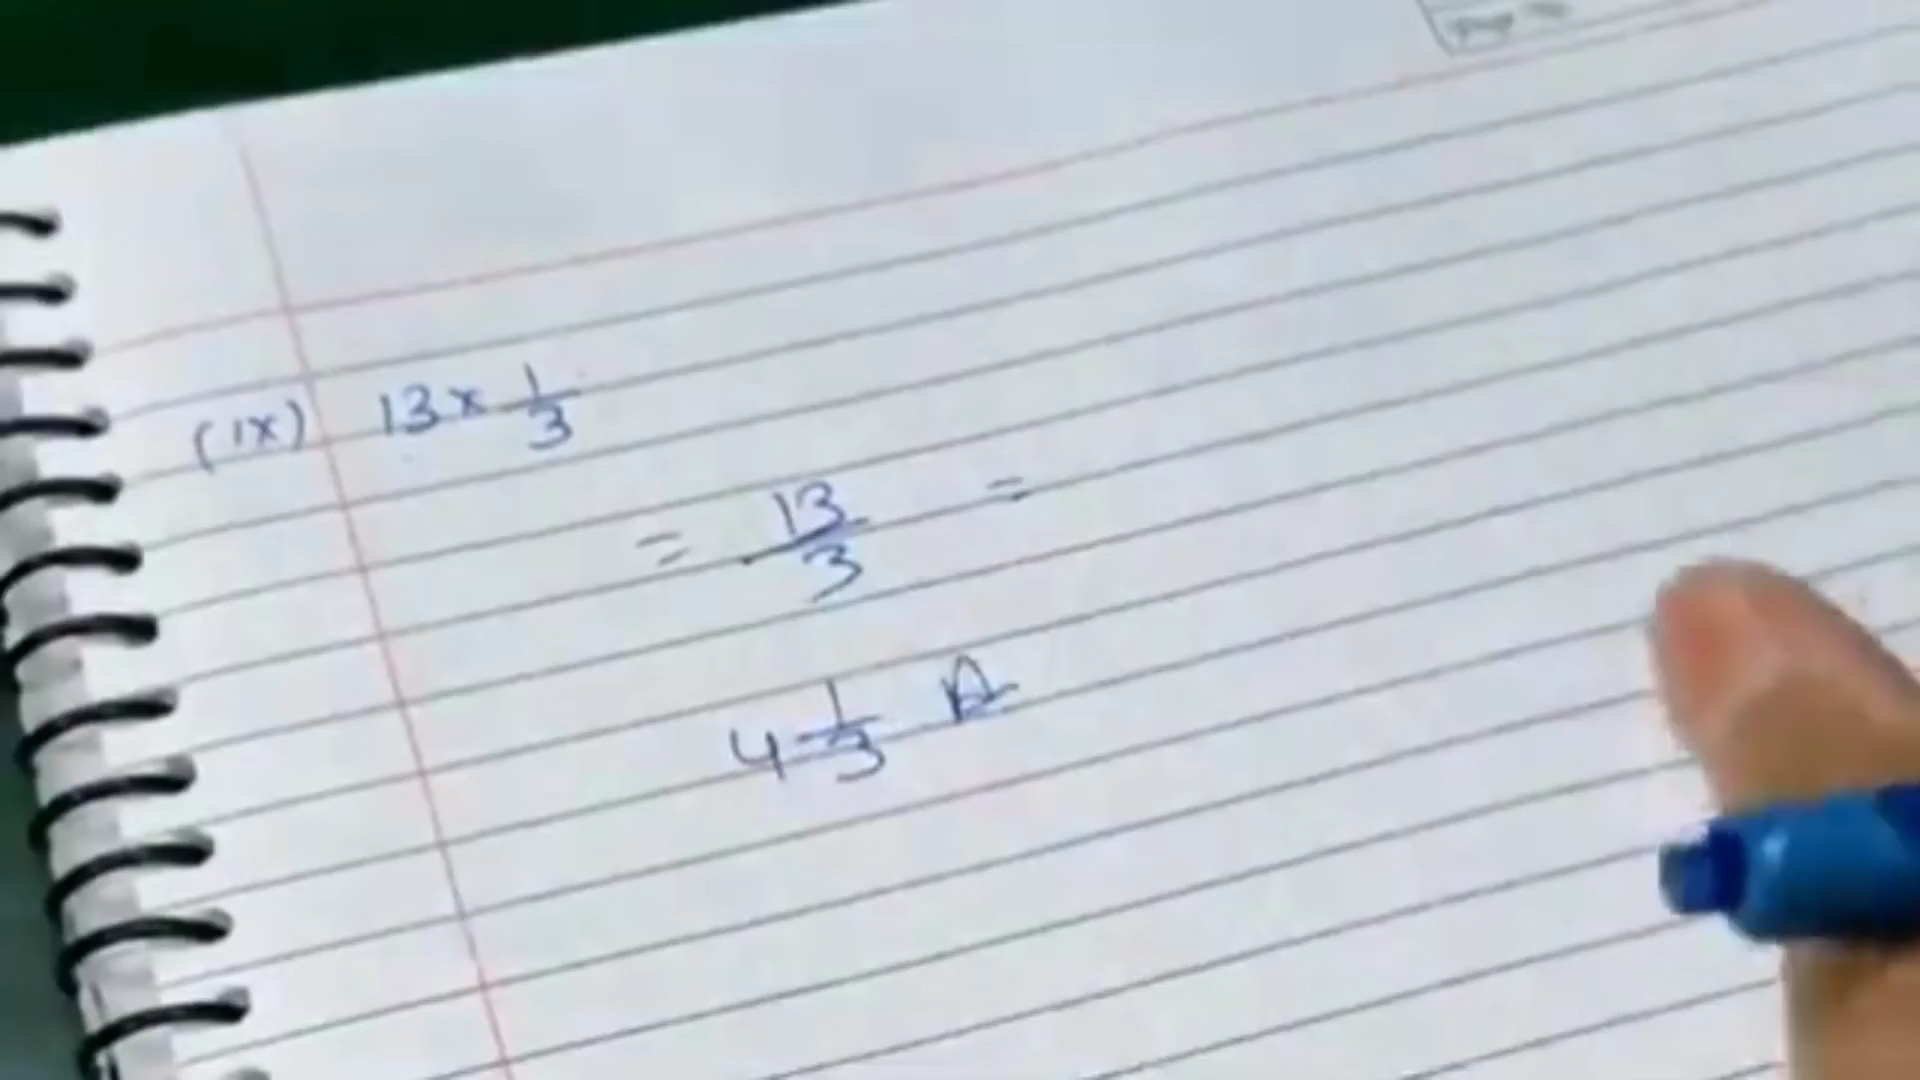 (ix) 13 × 1/3
= 13/3 =
4 1/3 A